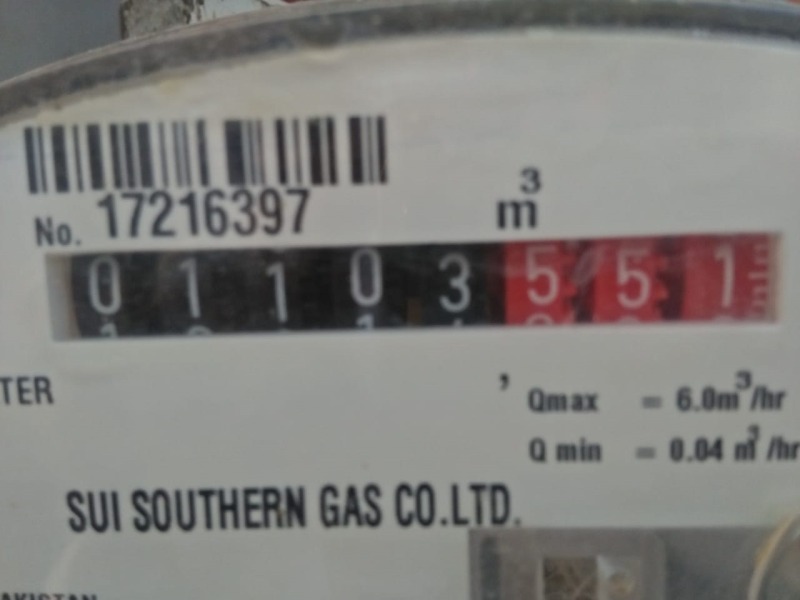 m³
No. 17216397
01103551
TER
, Qmax = 6.0m³/hr
Q min = 0.04 m³/hr
SUI SOUTHERN GAS CO.LTD.
AKISTAN